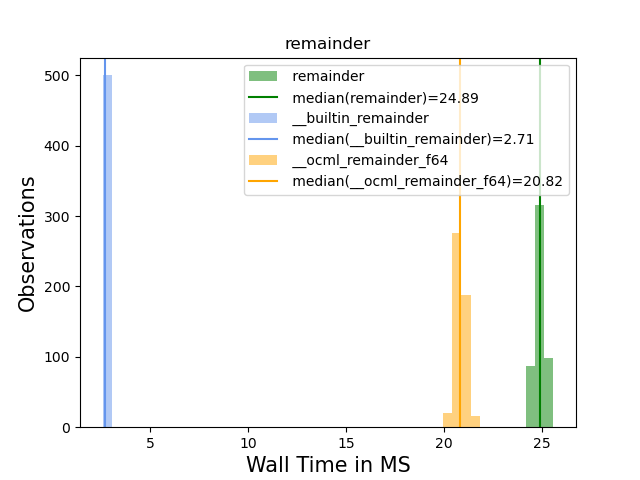 remainder
500
400
300
200
100
0
Observations
remainder
median(remainder)=24.89
__builtin_remainder
median(__builtin_remainder)=2.71
__ocml_remainder_f64
median(__ocml_remainder_f64)=20.82
5 10 15 20 25
Wall Time in MS